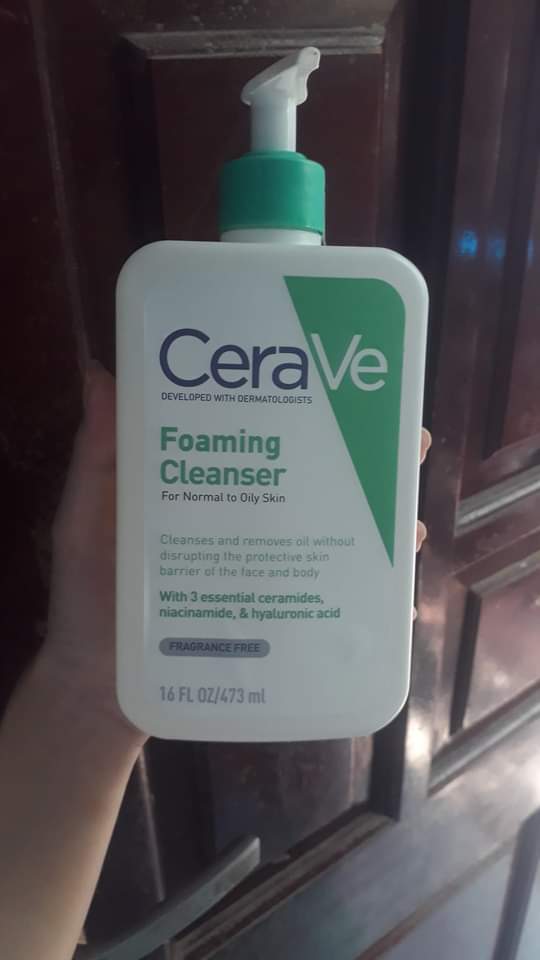 CeraVe
DEVELOPED WITH DERMATOLOGISTS
Foaming
Cleanser
For Normal to Oily Skin
Cleanses and removes oil without
disrupting the protective skin
barrier of the face and body
With 3 essential ceramides,
niacinamide, & hyaluronic acid
FRAGRANCE FREE
16 FL OZ/473 ml